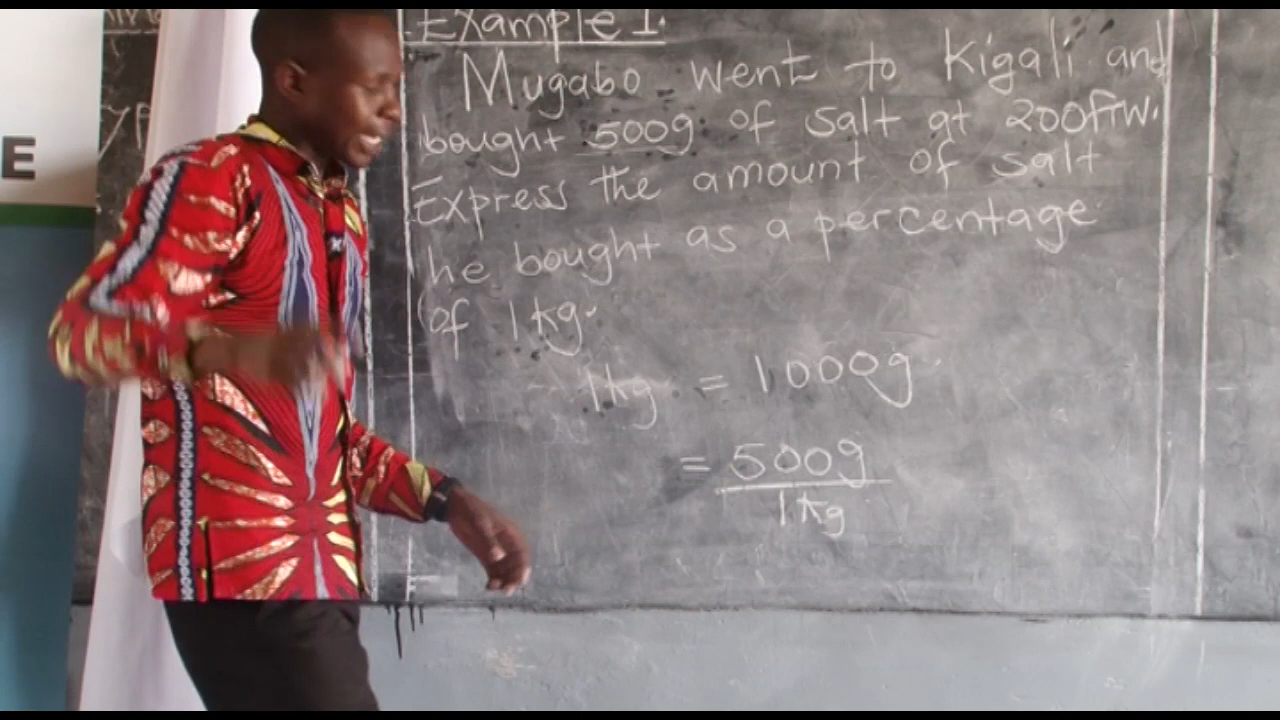 E
Example 1.
Mugabo went to Kigali and
bought 500g of salt at 200frw.
Express the amount of salt
he bought as a percentage
of 1kg.
1kg = 1000g
= 500g
1kg